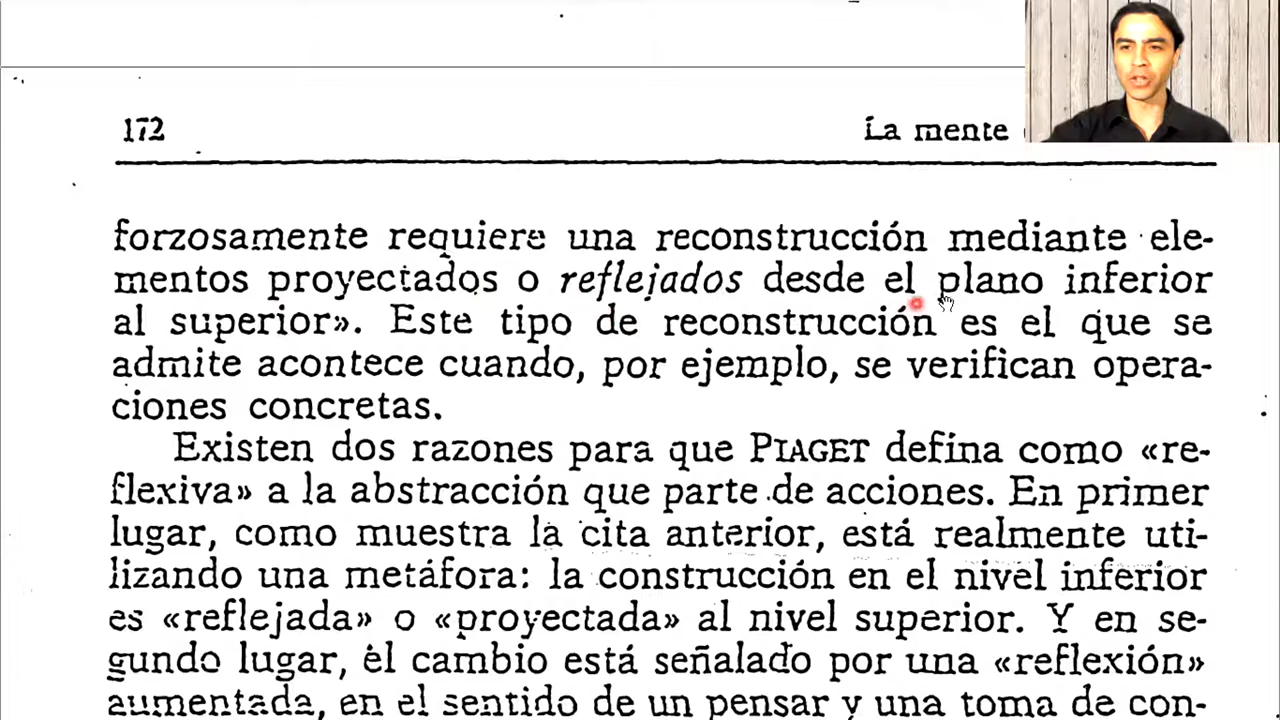 172
La mente
forzosamente requiere una reconstrucción mediante ele-
mentos proyectados o reflejados desde el plano inferior
al superior». Este tipo de reconstrucción es el que se
admite acontece cuando, por ejemplo, se verifican opera-
ciones concretas.
Existen dos razones para que PIAGET defina como «re-
flexiva» a la abstracción que parte de acciones. En primer
lugar, como muestra la cita anterior, está realmente uti-
lizando una metáfora: la construcción en el nivel inferior
es «reflejada» o «proyectada» al nivel superior. Y en se-
gundo lugar, el cambio está señalado por una «reflexión»
aumentada, en el sentido de un pensar y una toma de con-